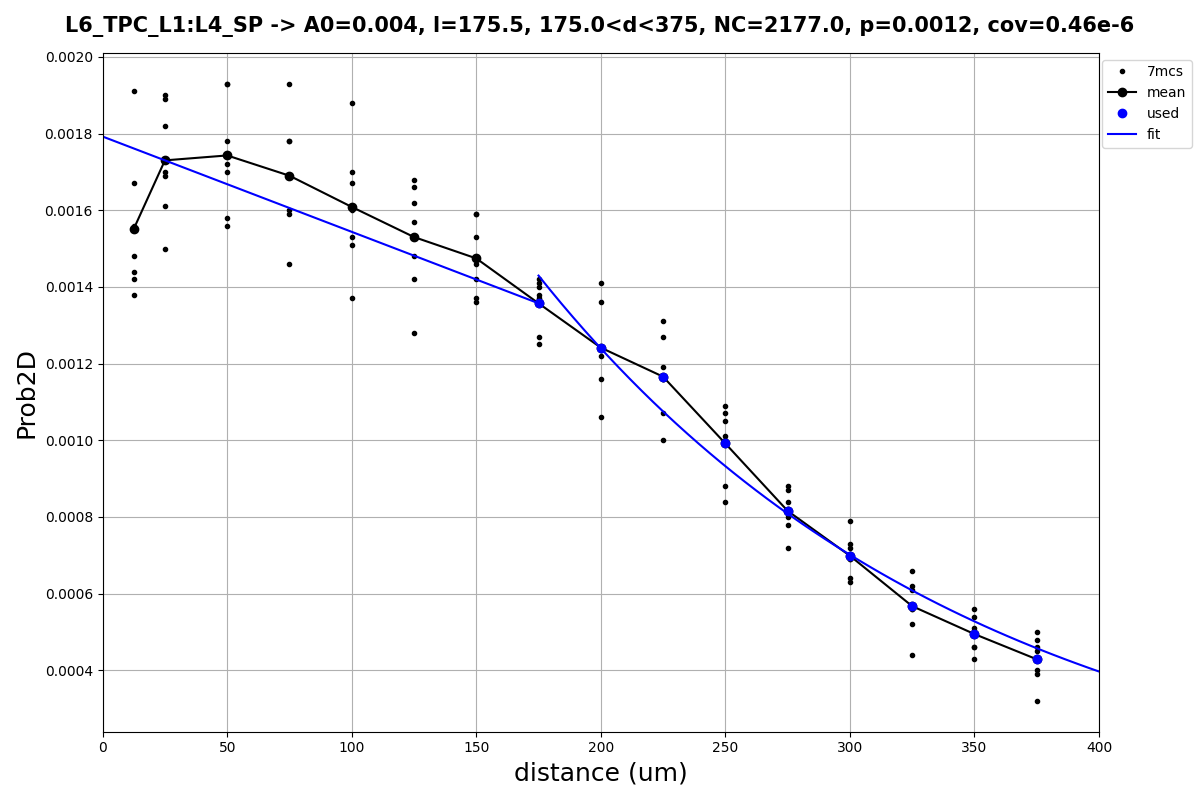 L6_TPC_L1:L4_SP -> A0=0.004, l=175.5, 175.0<d<375, NC=2177.0, p=0.0012, cov=0.46e-6
7mcs
mean
used
fit
Prob2D
0.0020
0.0018
0.0016
0.0014
0.0012
0.0010
0.0008
0.0006
0.0004
0 50 100 150 200 250 300 350 400
distance (um)